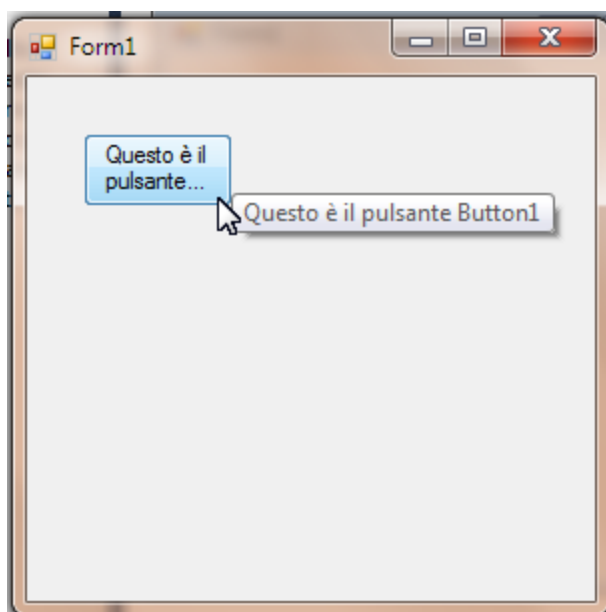 Form1
Questo è il
pulsante...
Questo è il pulsante Button1